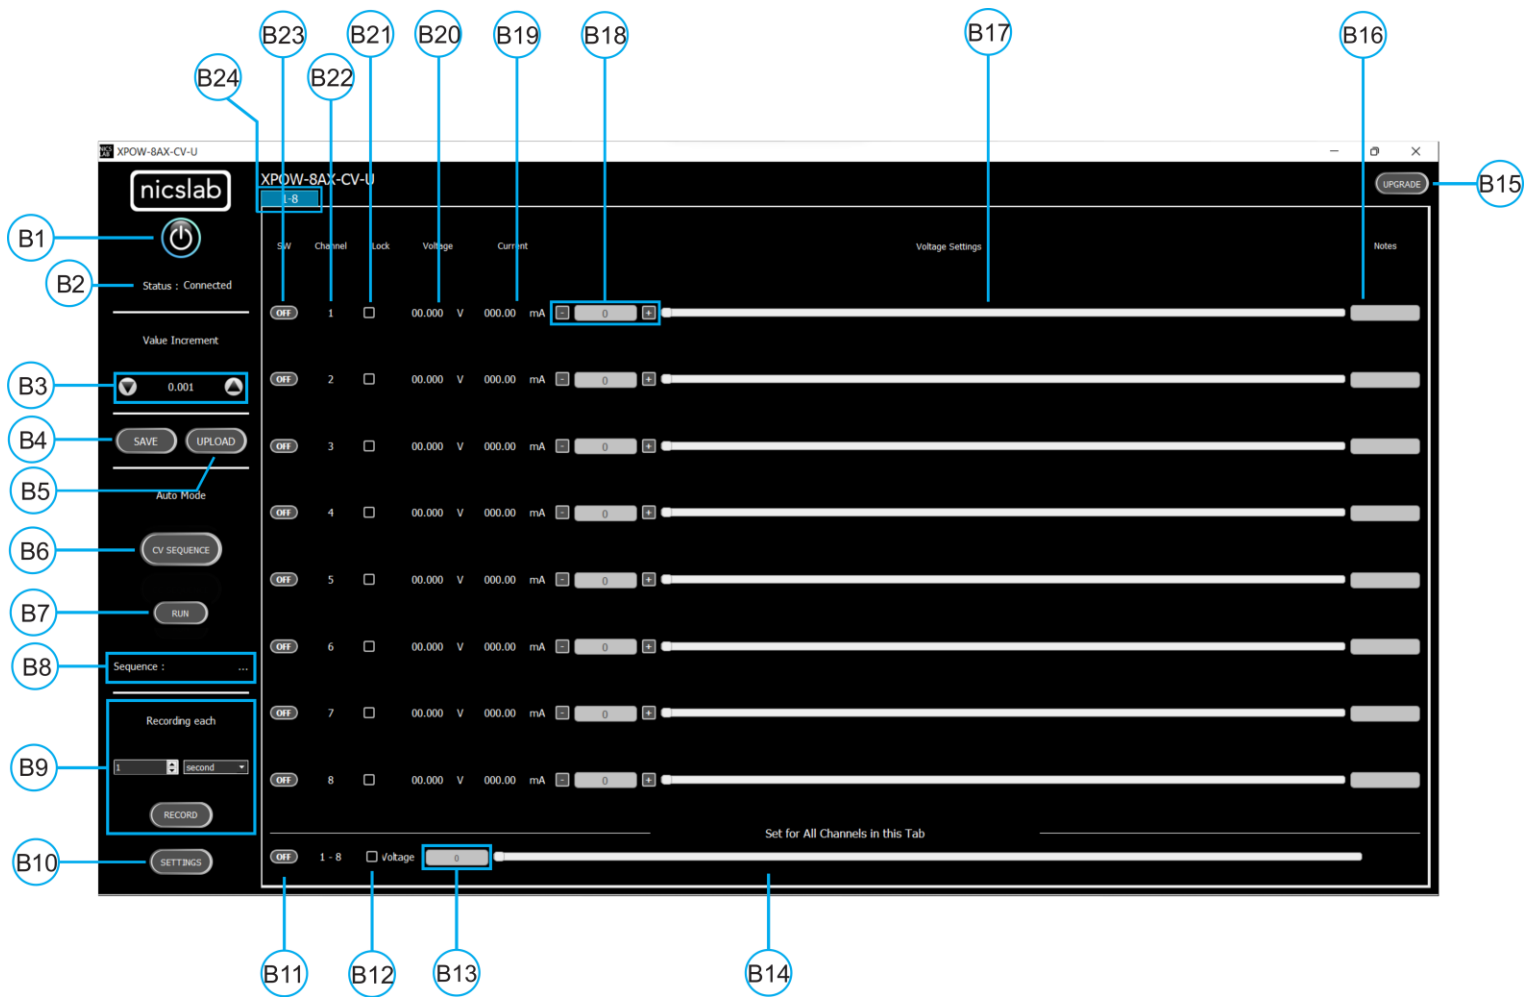 B23 B21 B20 B19 B18 B17 B16
B24 B22
NICS LAB XPOW-8AX-CV-U
nicslab XPOW-8AX-CV-U UPGRADE B15
1-8
B1
SW Channel Lock Voltage Current Voltage Settings Notes
B2 Status : Connected
OFF 1 00.000 V 000.00 mA - 0 +
Value Increment
B3 0.001
OFF 2 00.000 V 000.00 mA - 0 +
B4 SAVE UPLOAD
OFF 3 00.000 V 000.00 mA - 0 +
B5 Auto Mode
OFF 4 00.000 V 000.00 mA - 0 +
B6 CV SEQUENCE
OFF 5 00.000 V 000.00 mA - 0 +
B7 RUN
OFF 6 00.000 V 000.00 mA - 0 +
B8 Sequence : ...
Recording each
OFF 7 00.000 V 000.00 mA - 0 +
B9 1 second
OFF 8 00.000 V 000.00 mA - 0 +
RECORD
Set for All Channels in this Tab
B10 SETTINGS
OFF 1 - 8 Voltage 0
B11 B12 B13 B14